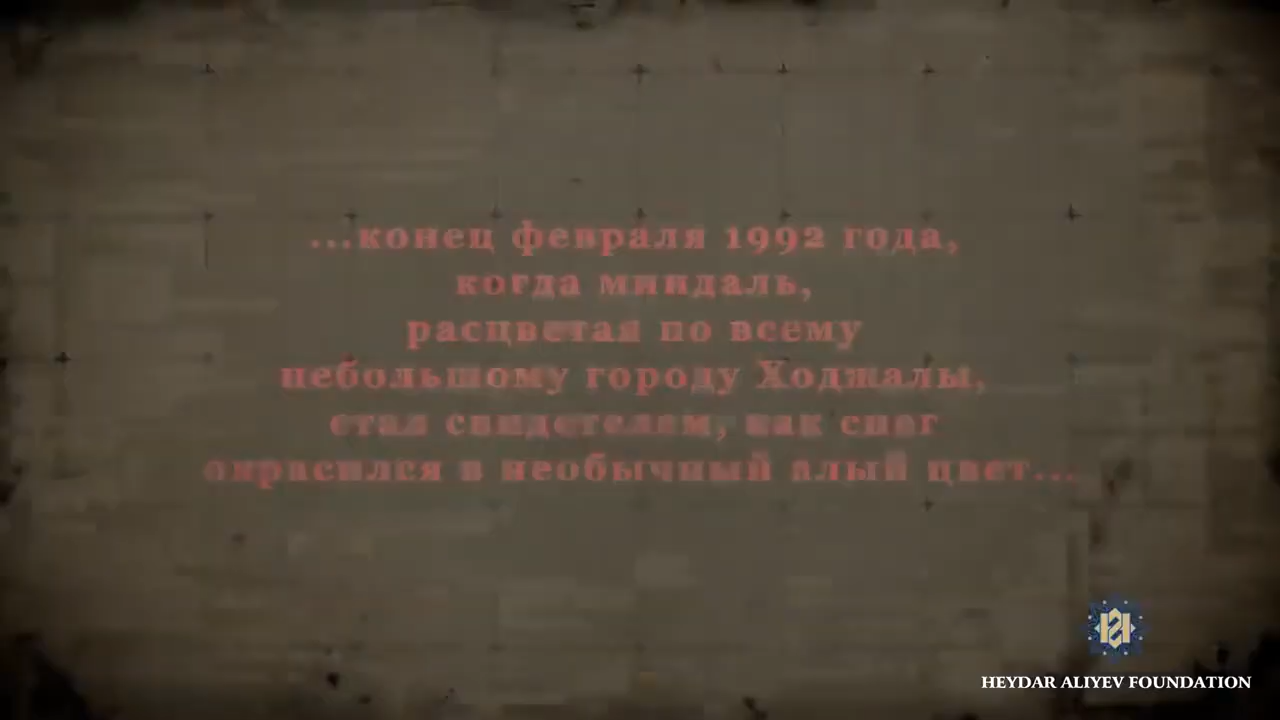 ...конец февраля 1992 года,
когда миндаль,
расцветая по всему
небольшому городу Ходжалы,
стал свидетелем, как снег
окрасился в необычный алый цвет...
HEYDAR ALIYEV FOUNDATION